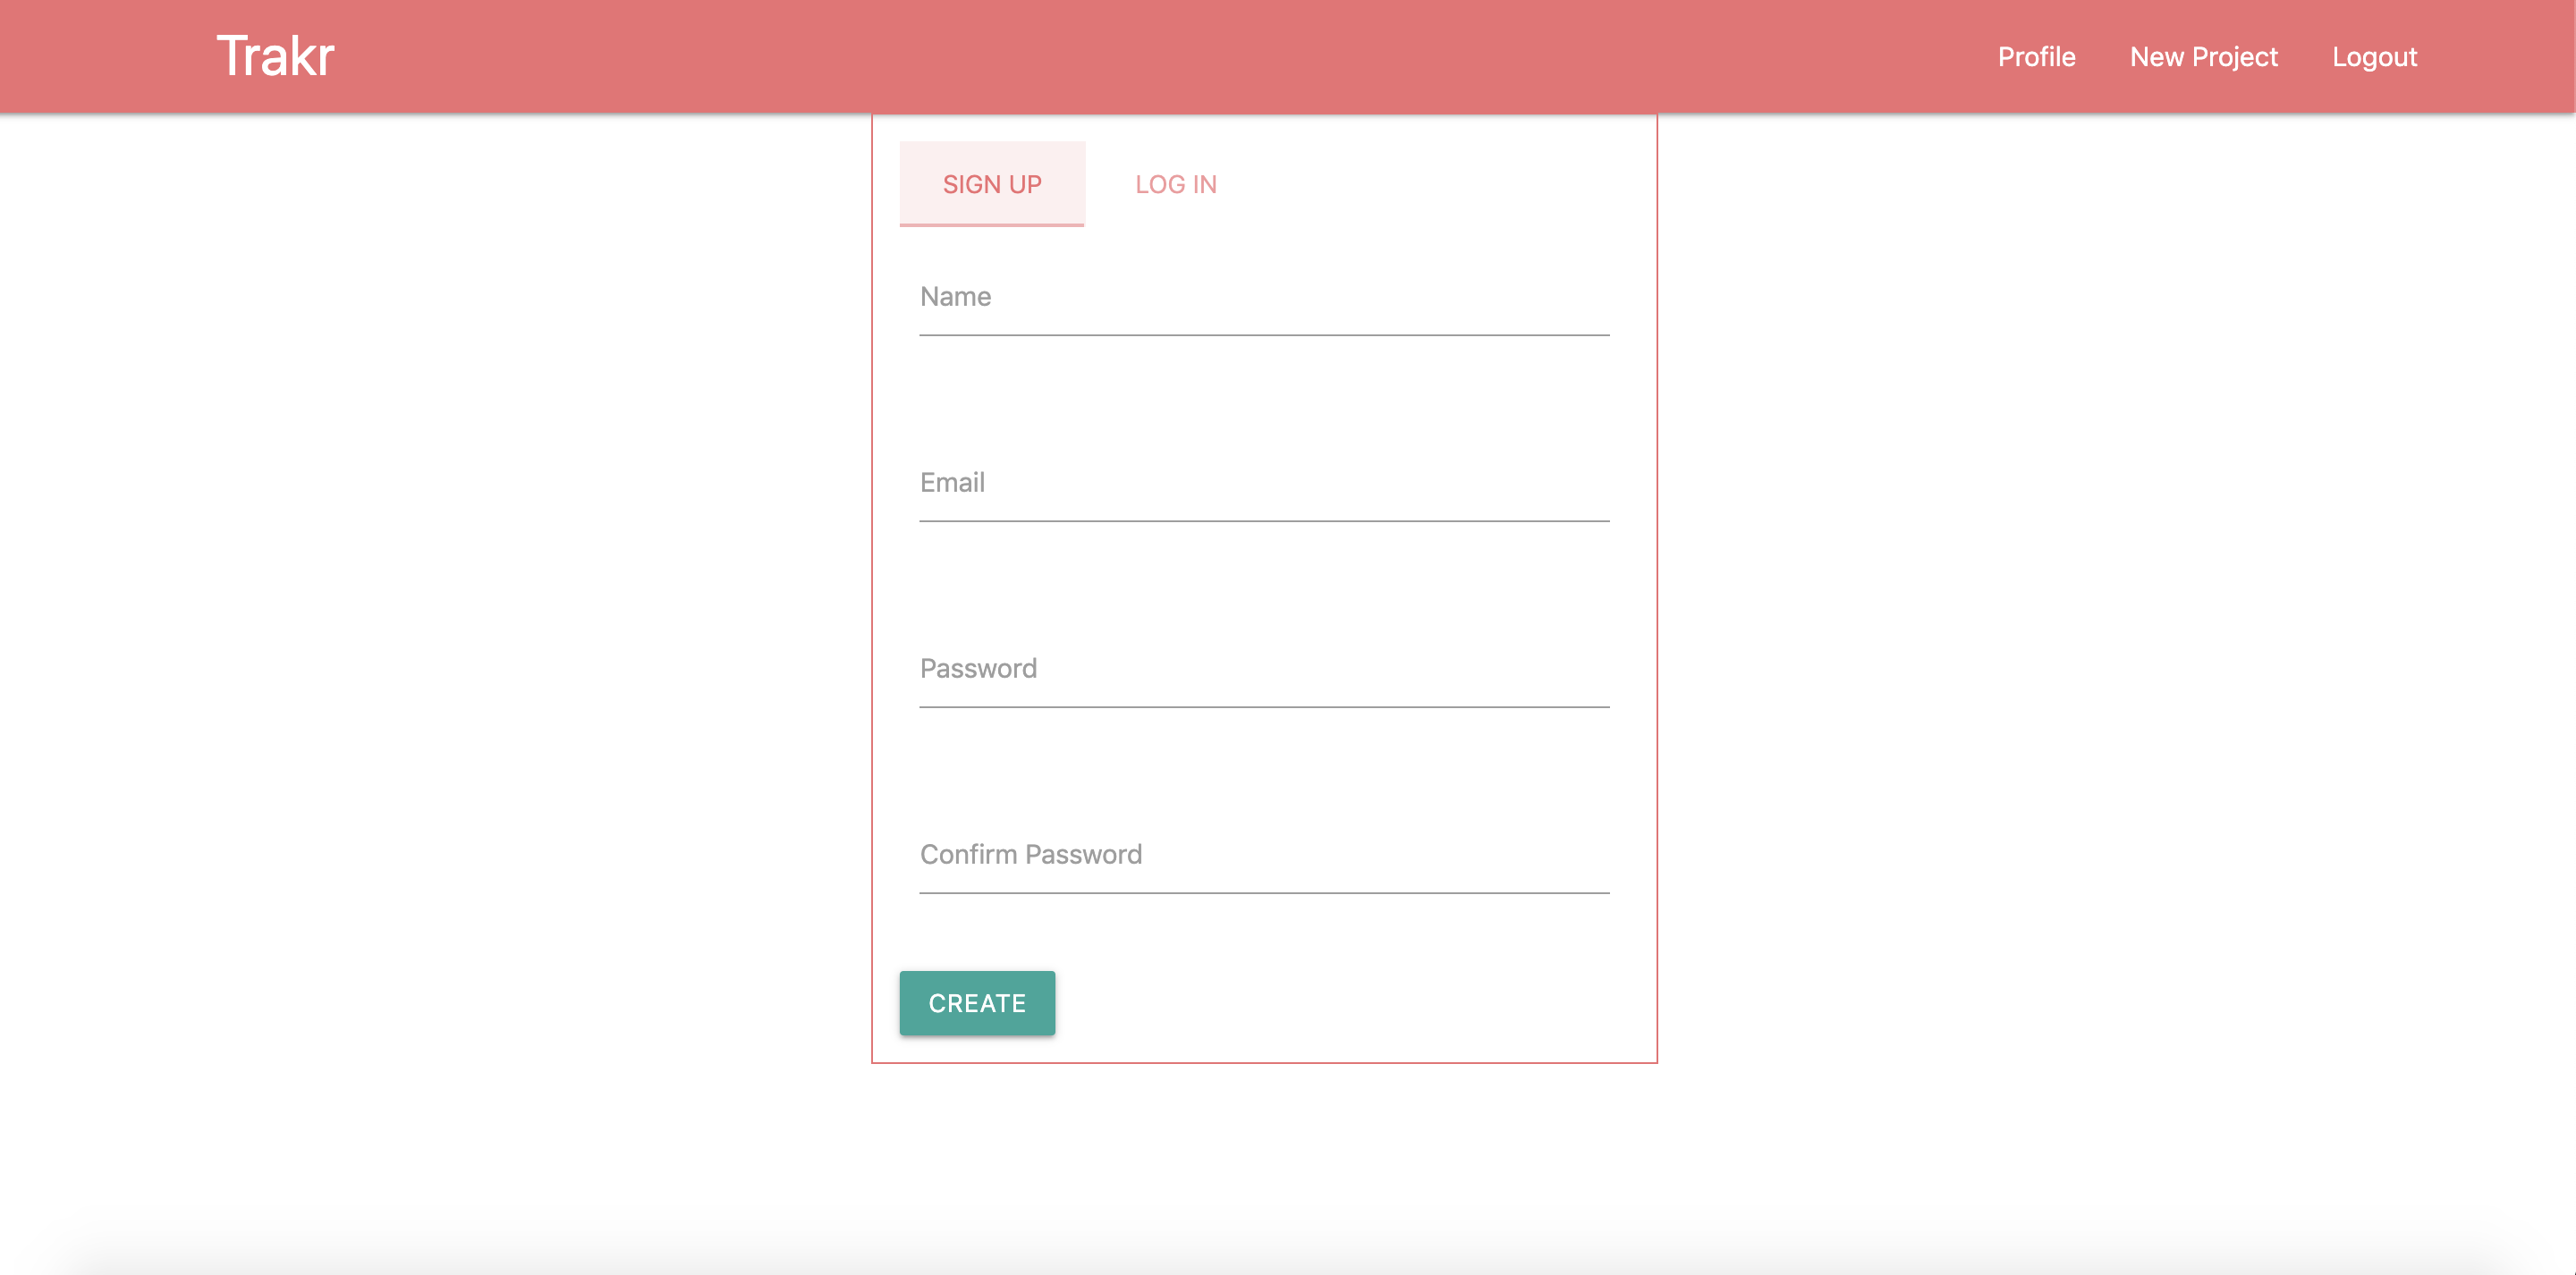 Trakr
Profile New Project Logout
SIGN UP LOG IN
Name
Email
Password
Confirm Password
CREATE